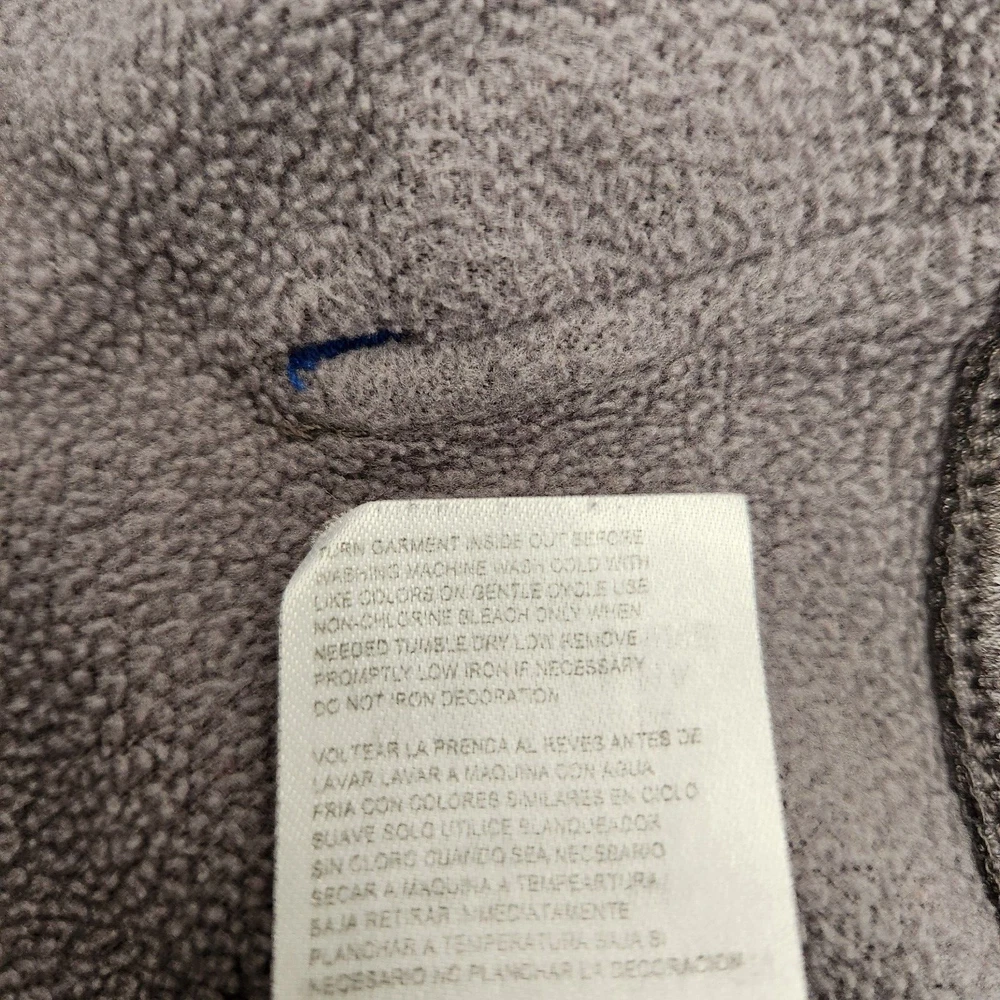 TURN GARMENT INSIDE OUT BEFORE
WASHING MACHINE WASH COLD WITH
LIKE COLORS ON GENTLE CYCLE USE
NON-CHLORINE BLEACH ONLY WHEN
NEEDED TUMBLE DRY LOW REMOVE
PROMPTLY LOW IRON IF NECESSARY
DO NOT IRON DECORATION
VOLTEAR LA PRENDA AL REVES ANTES DE
LAVAR LAVAR A MAQUINA CON AGUA
FRIA CON COLORES SIMILARES EN CICLO
SUAVE SOLO UTILICE BLANQUEADOR
SIN CLORO CUANDO SEA NECSBARIO
SECAR A MAQUINA A TEMPEARTURA
BAJA RETIRAR INMEDIATAMENTE
PLANCHAR A TEMPERATURA BAJA SI
NECESARIO NO PLANCHAR LA DECORACION